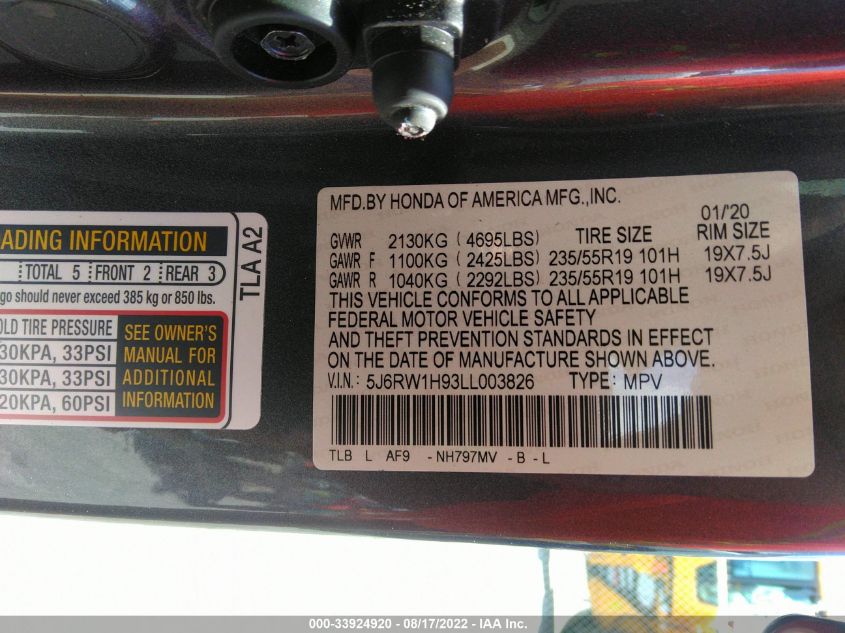 MFD.BY HONDA OF AMERICA MFG.,INC.
01/'20
GVWR 2130KG ( 4695LBS) TIRE SIZE RIM SIZE
GAWR F 1100KG ( 2425LBS) 235/55R19 101H 19X7.5J
GAWR R 1040KG ( 2292LBS) 235/55R19 101H 19X7.5J
THIS VEHICLE CONFORMS TO ALL APPLICABLE
FEDERAL MOTOR VEHICLE SAFETY
AND THEFT PREVENTION STANDARDS IN EFFECT
ON THE DATE OF MANUFACTURE SHOWN ABOVE.
V.I.N.: 5J6RW1H93LL003826 TYPE: MPV
TLB L AF9 -NH797MV -B -L
ADING INFORMATION
TOTAL 5 FRONT 2 REAR 3
go should never exceed 385 kg or 850 lbs.
OLD TIRE PRESSURE
30KPA, 33PSI
30KPA, 33PSI
20KPA, 60PSI
SEE OWNER'S
MANUAL FOR
ADDITIONAL
INFORMATION
TLA A2
000-33924920 - 08/17/2022 - IAA Inc.